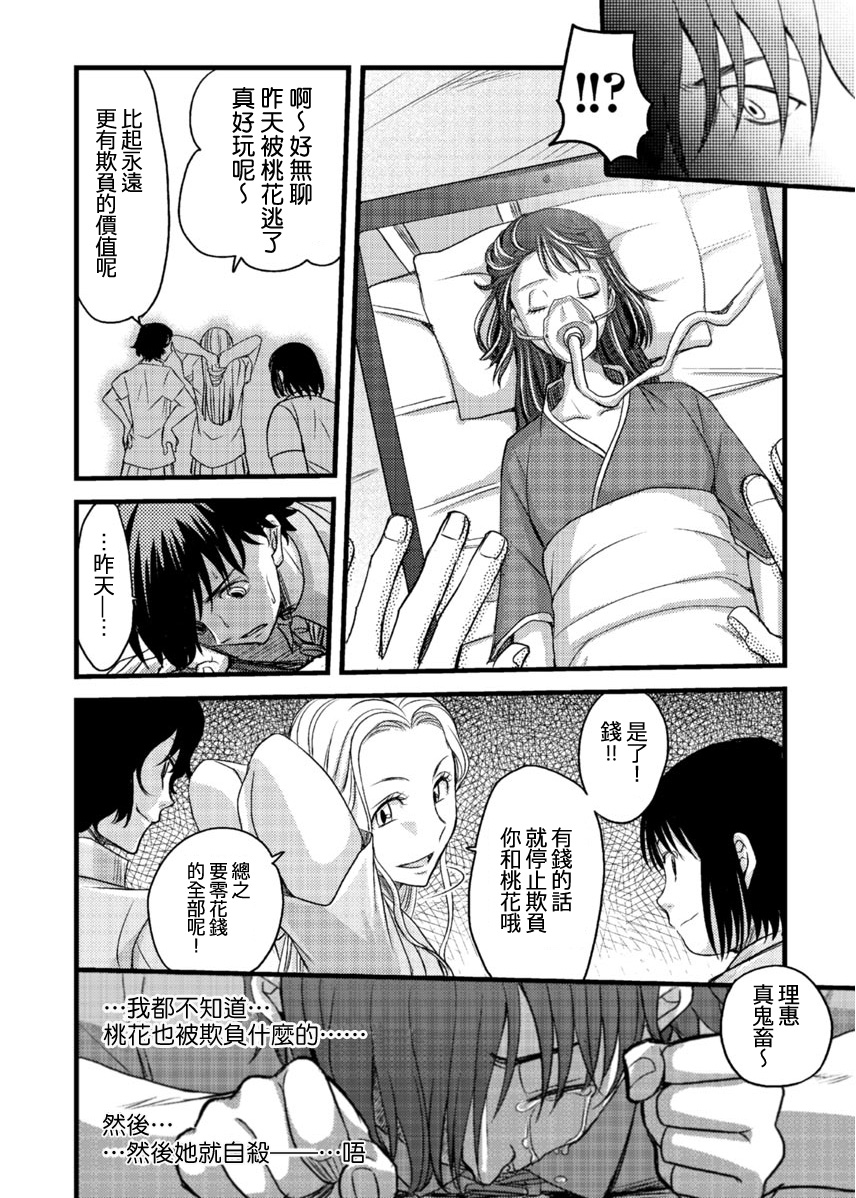 !!?
啊～好無聊
昨天被桃花逃了
真好玩呢～
比起永遠
更有欺負的價值呢
…昨天—…
是了！
錢!!
有錢的話
就停止欺負
你和桃花哦
總之
要零花錢
的全部呢！
理惠
真鬼畜～
…我都不知道…
桃花也被欺負什麼的……
然後…
…然後她就自殺——…唔